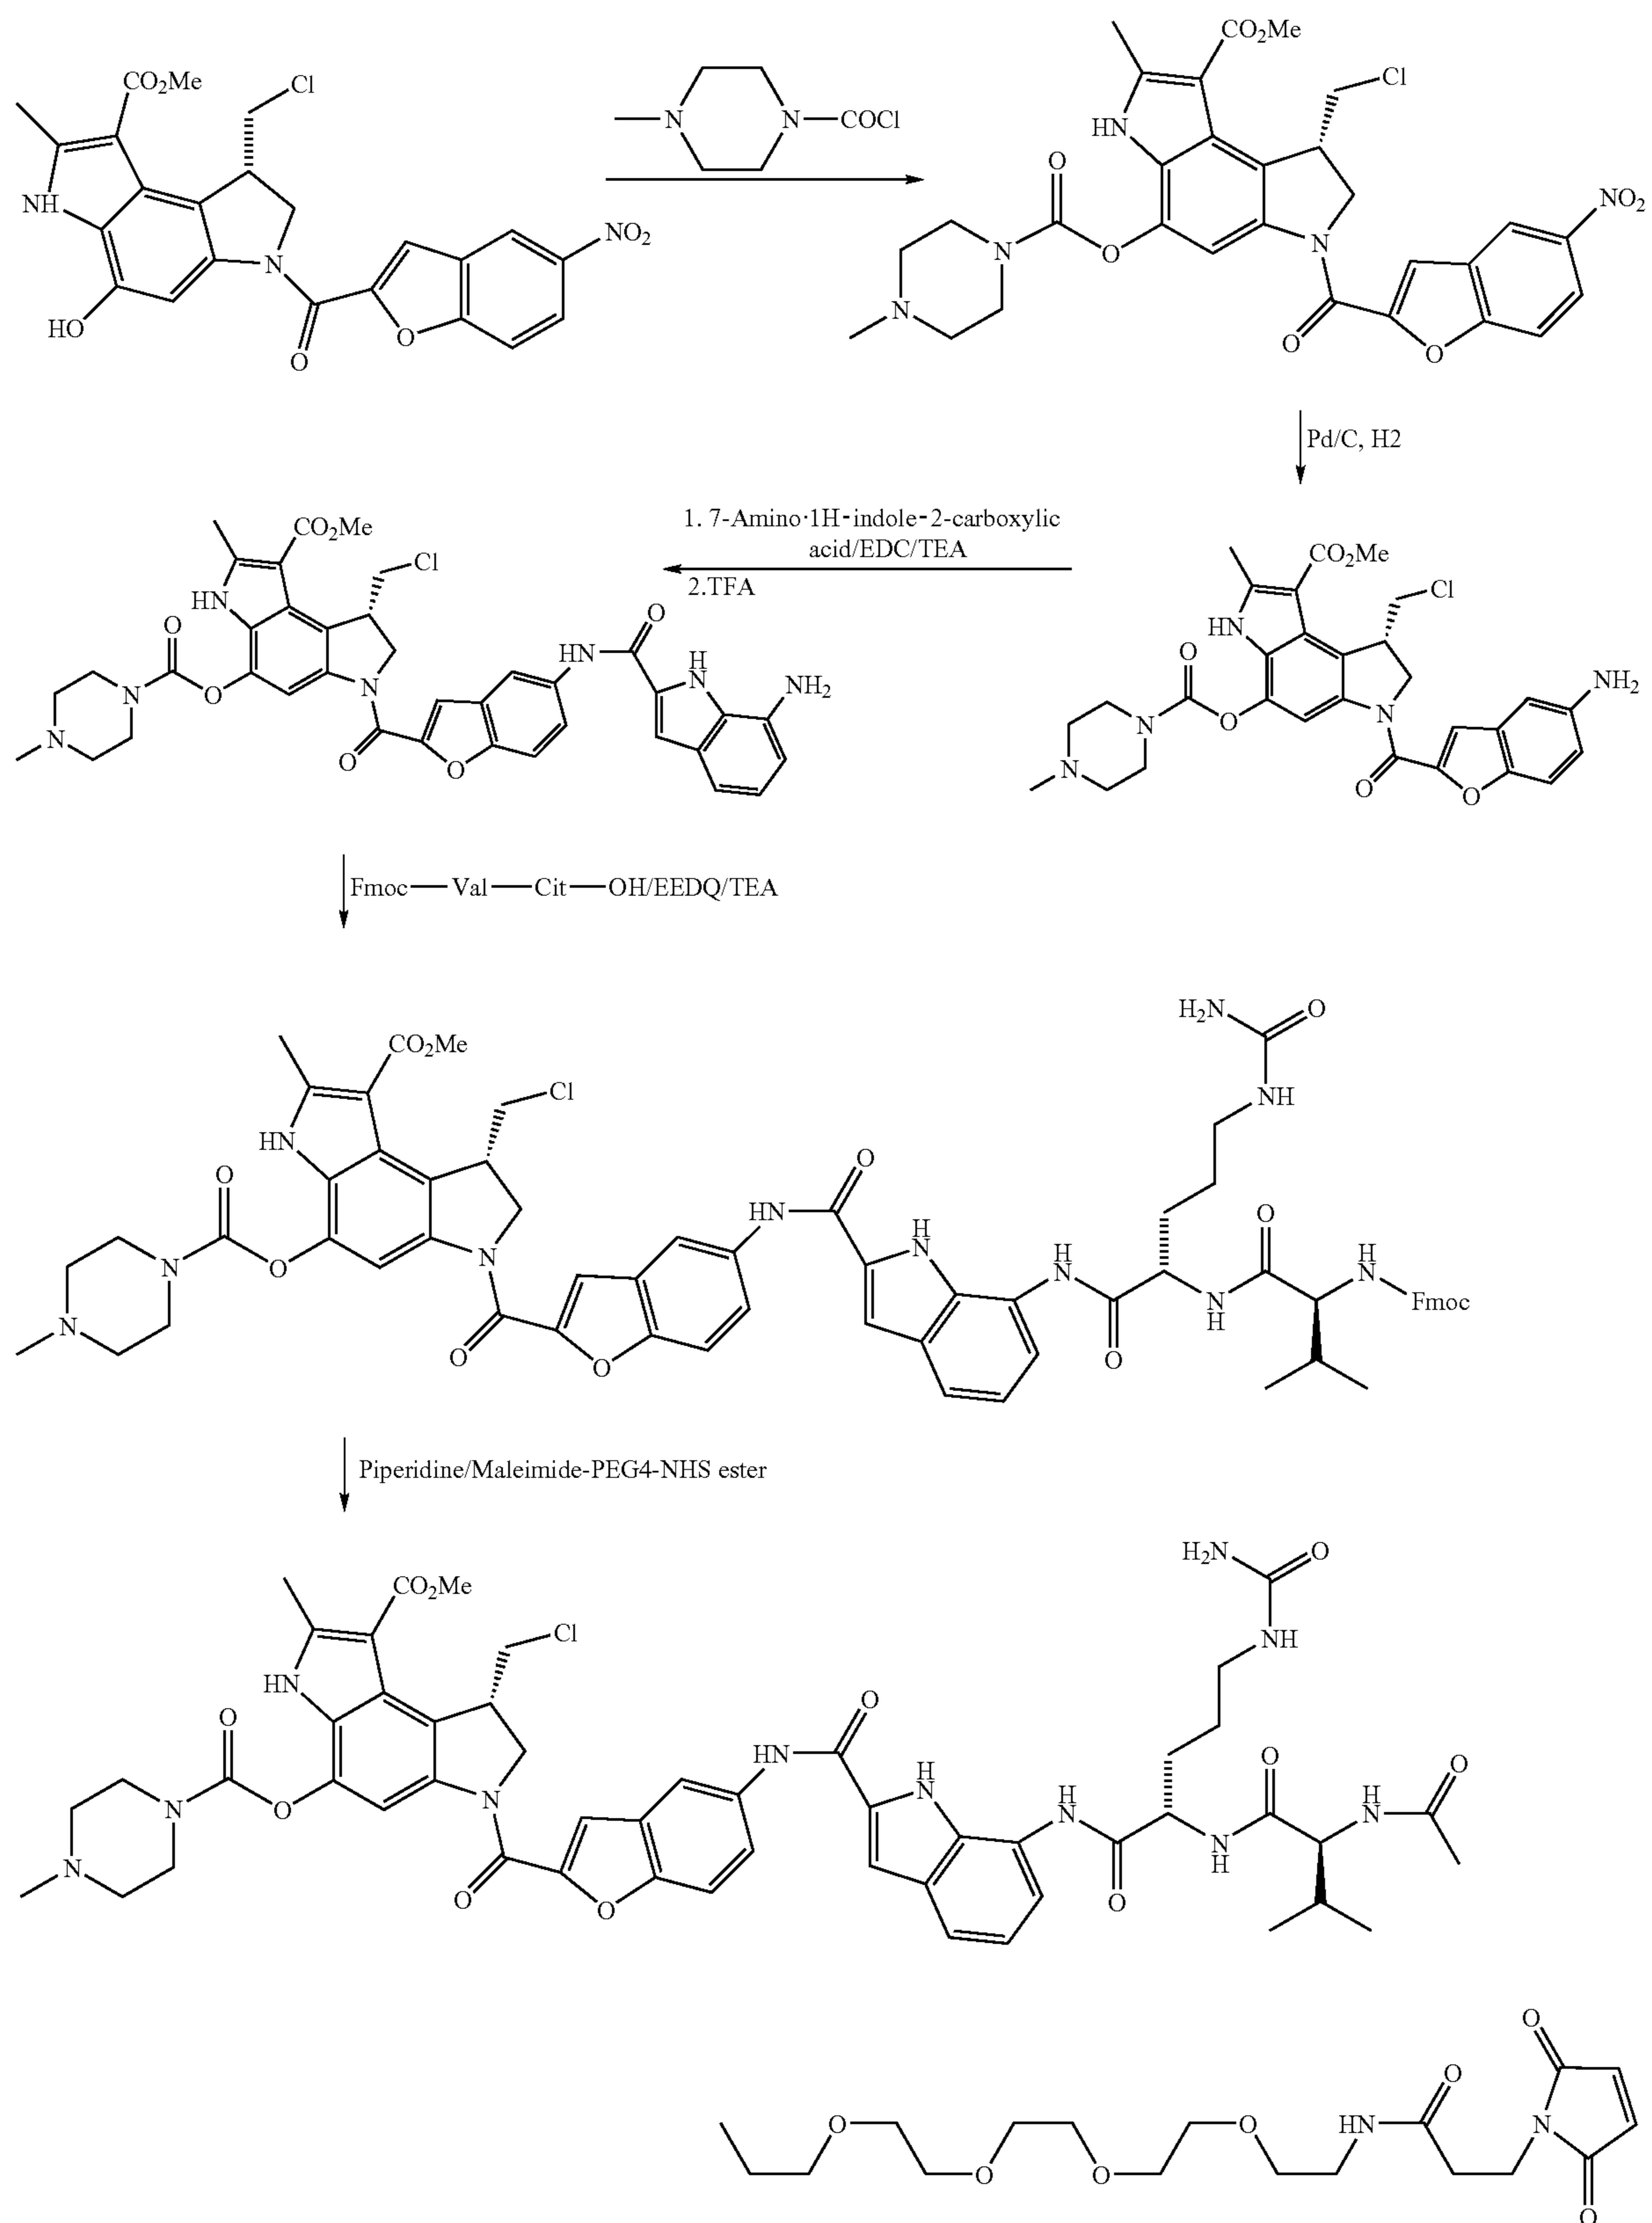 CO2Me
Cl
NH
HO
N
O
O
NO2
N
N
COCl
CO2Me
Cl
HN
O
N
N
O
N
O
O
NO2
Pd/C, H2
1. 7-Amino·1H-indole-2-carboxylic
acid/EDC/TEA
2.TFA
CO2Me
Cl
HN
O
N
N
O
N
O
O
HN
O
H
N
NH2
CO2Me
Cl
HN
O
N
N
O
N
O
O
NH2
Fmoc—Val—Cit—OH/EEDQ/TEA
CO2Me
Cl
HN
O
N
N
O
N
O
O
HN
O
H
N
H
N
O
H2N
O
NH
N
H
O
H
N
Fmoc
Piperidine/Maleimide-PEG4-NHS ester
CO2Me
Cl
HN
O
N
N
O
N
O
O
HN
O
H
N
H
N
O
H2N
O
NH
N
H
O
H
N
O
O
O
O
O
HN
O
N
O
O